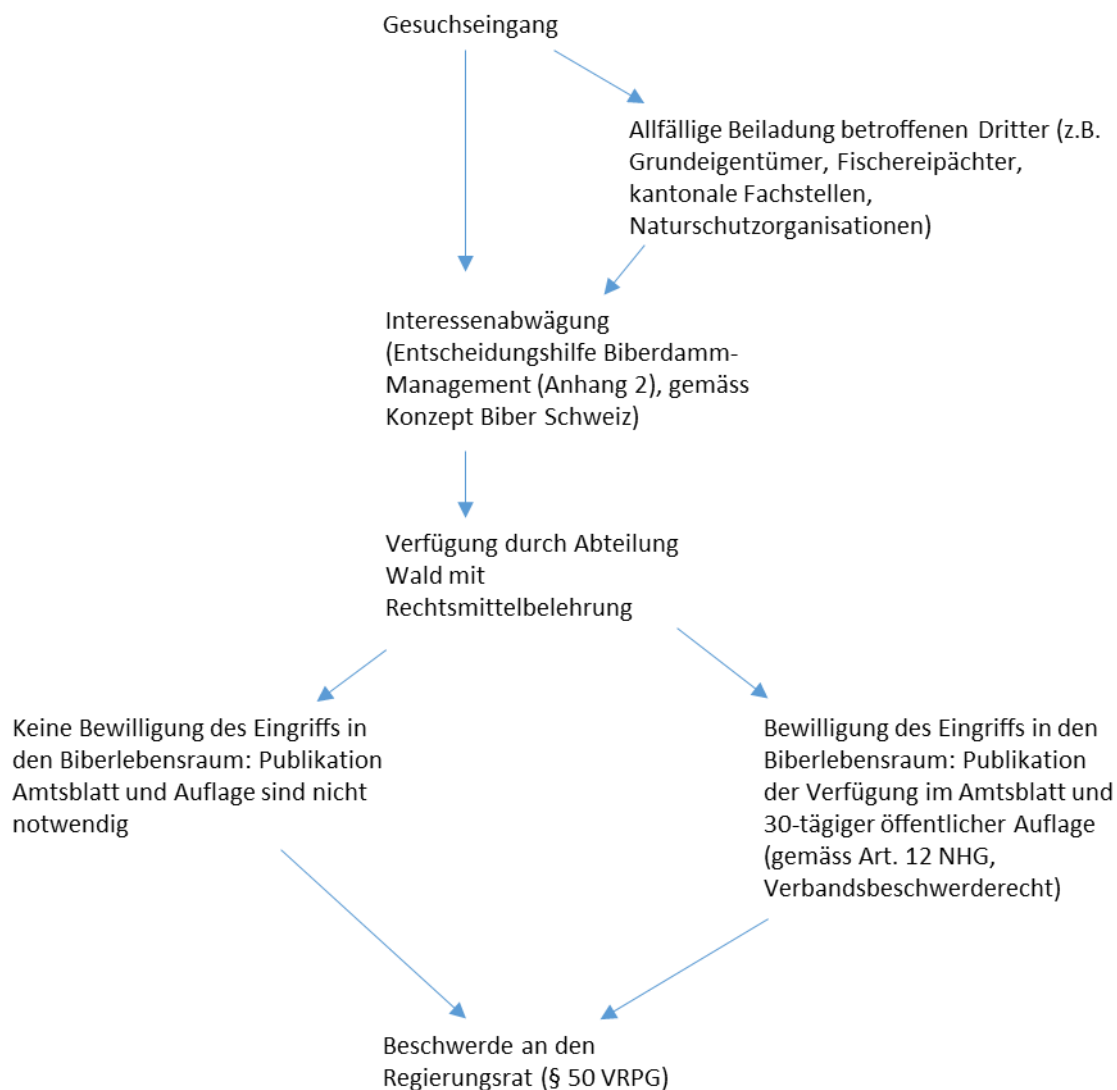 Gesuchseingang
Allfällige Beiladung betroffenen Dritter (z.B.
Grundeigentümer, Fischereipächter,
kantonale Fachstellen,
Naturschutzorganisationen)
Interessenabwägung
(Entscheidungshilfe Biberdamm-
Management (Anhang 2), gemäss
Konzept Biber Schweiz)
Verfügung durch Abteilung
Wald mit
Rechtsmittelbelehrung
Keine Bewilligung des Eingriffs in
den Biberlebensraum: Publikation
Amtsblatt und Auflage sind nicht
notwendig
Bewilligung des Eingriffs in den
Biberlebensraum: Publikation
der Verfügung im Amtsblatt und
30-tägiger öffentlicher Auflage
(gemäss Art. 12 NHG,
Verbandsbeschwerderecht)
Beschwerde an den
Regierungsrat (§ 50 VRPG)